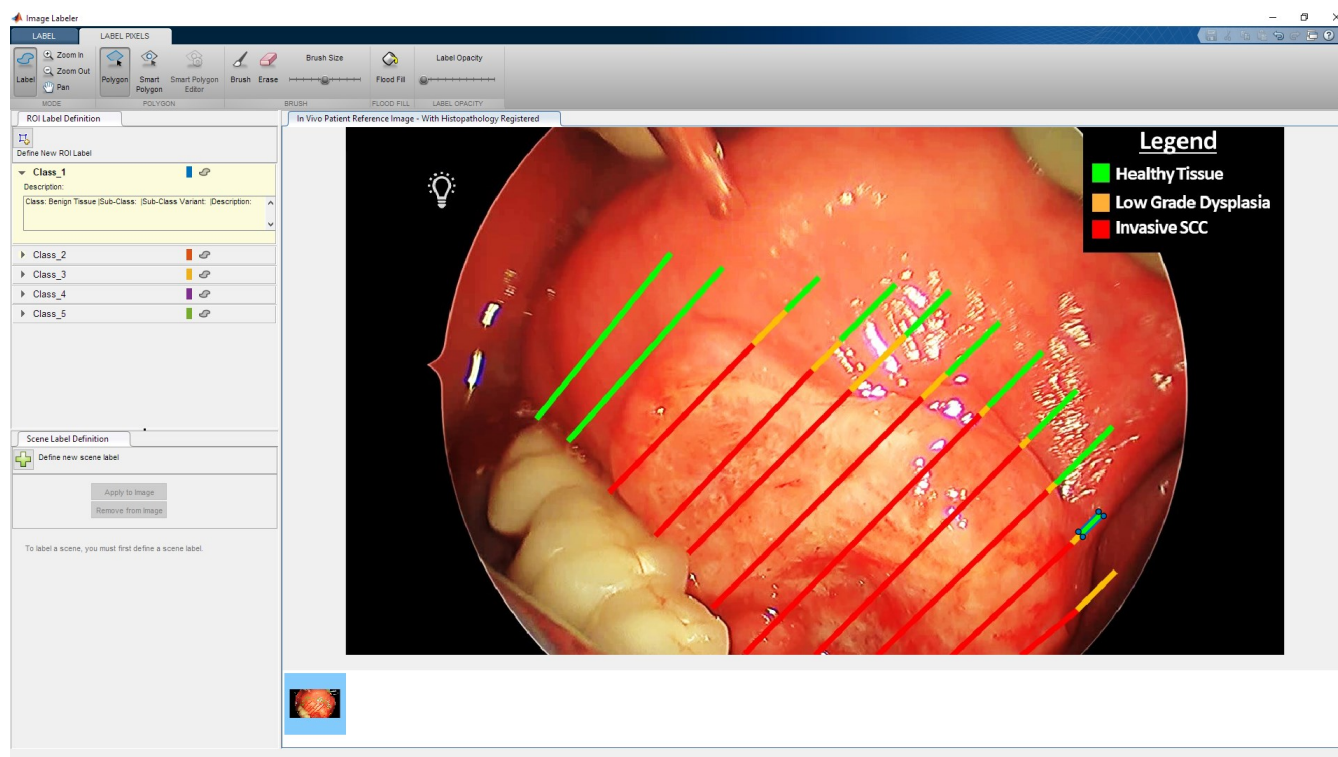 Image Labeler
LABEL LABEL PIXELS
Label
Zoom In
Zoom Out
Pan
Polygon
Smart Polygon
Smart Polygon Editor
Brush
Erase
Brush Size
Flood Fill
Label Opacity
MODE POLYGON BRUSH FLOOD FILL LABEL OPACITY
ROI Label Definition
Define New ROI Label
Class_1
Description:
Class: Benign Tissue |Sub-Class: |Sub-Class Variant: |Description:
Class_2
Class_3
Class_4
Class_5
Scene Label Definition
Define new scene label
Apply to Image
Remove from Image
To label a scene, you must first define a scene label.
In Vivo Patient Reference Image - With Histopathology Registered
Legend
Healthy Tissue
Low Grade Dysplasia
Invasive SCC